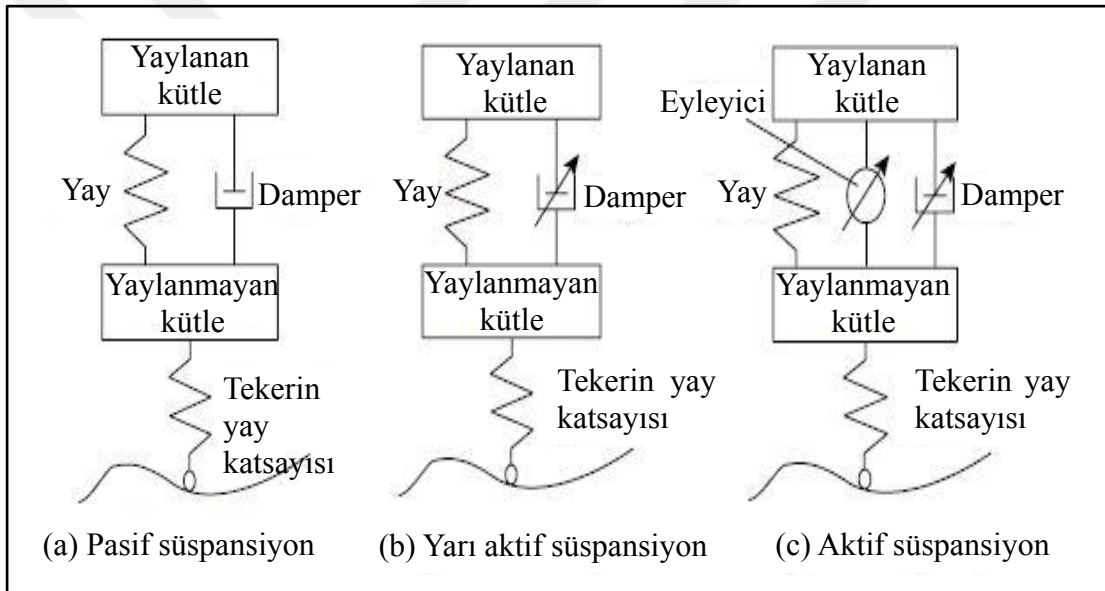 Yaylanan
kütle
Yay
Damper
Yaylanmayan
kütle
Tekerin
yay
katsayısı
(a) Pasif süspansiyon
Yaylanan
kütle
Yay
Damper
Yaylanmayan
kütle
Tekerin yay
katsayısı
(b) Yarı aktif süspansiyon
Eyleyici
Yaylanan
kütle
Yay
Damper
Yaylanmayan
kütle
Tekerin yay
katsayısı
(c) Aktif süspansiyon